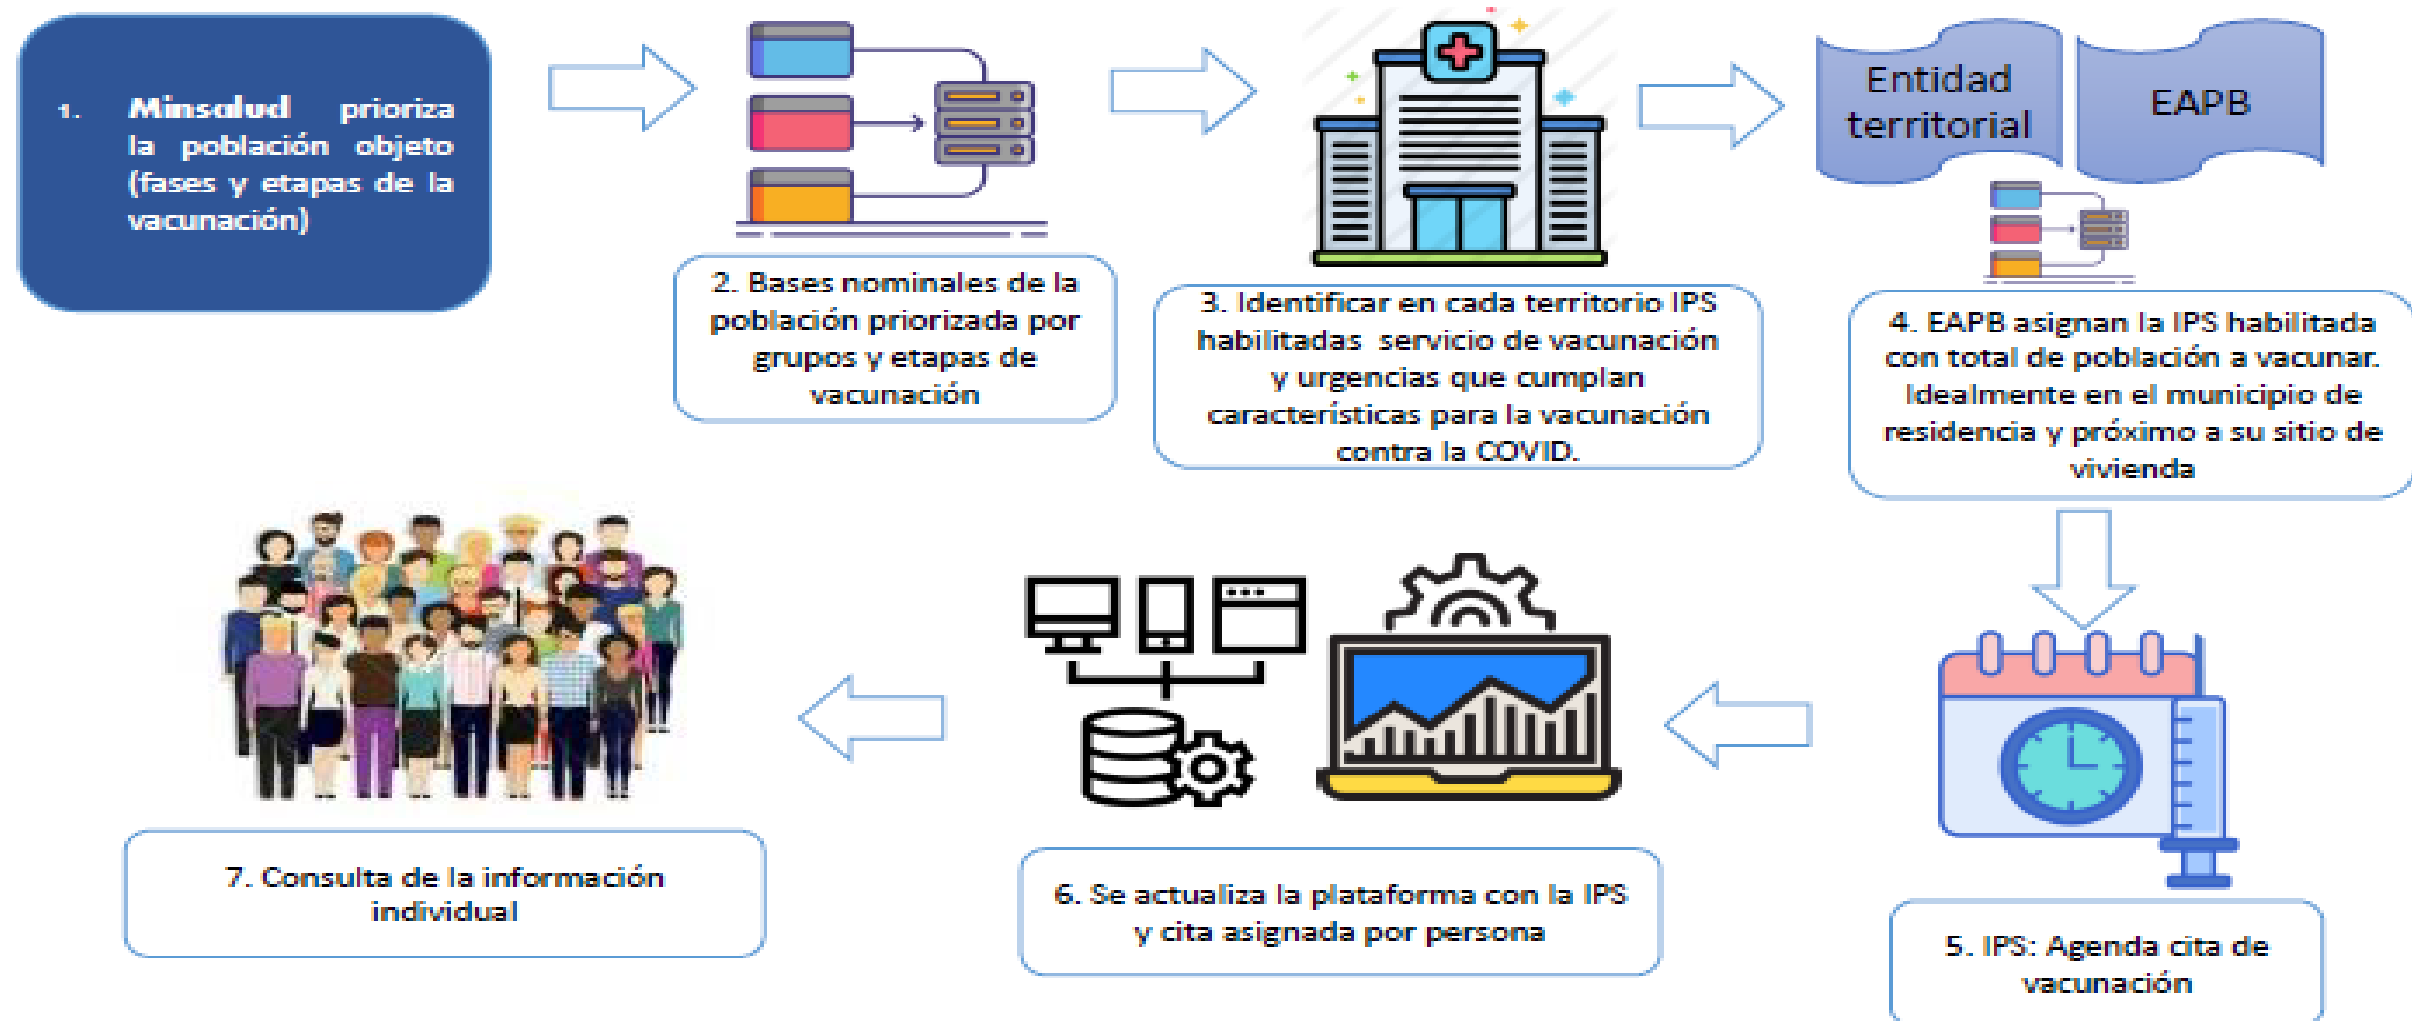 1. Minsalud prioriza
la población objeto
(fases y etapas de la
vacunación)
2. Bases nominales de la
población priorizada por
grupos y etapas de
vacunación
3. Identificar en cada territorio IPS
habilitadas servicio de vacunación
y urgencias que cumplan
características para la vacunación
contra la COVID.
Entidad
territorial
EAPB
4. EAPB asignan la IPS habilitada
con total de población a vacunar.
Idealmente en el municipio de
residencia y próximo a su sitio de
vivienda
5. IPS: Agenda cita de
vacunación
6. Se actualiza la plataforma con la IPS
y cita asignada por persona
7. Consulta de la información
individual